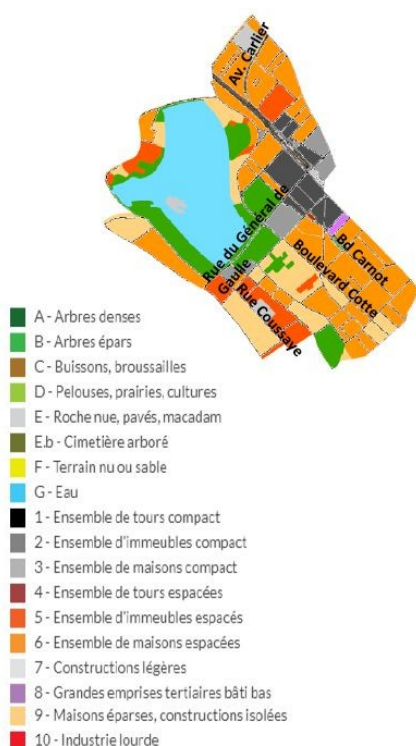 Av. Carlier
Rue du Général de
Gaulle
Bd Carnot
Boulevard Cotte
Rue Coussaye
A - Arbres denses
B - Arbres épars
C - Buissons, broussailles
D - Pelouses, prairies, cultures
E - Roche nue, pavés, macadam
E.b - Cimetière arboré
F - Terrain nu ou sable
G - Eau
1 - Ensemble de tours compact
2 - Ensemble d'immeubles compact
3 - Ensemble de maisons compact
4 - Ensemble de tours espacées
5 - Ensemble d'immeubles espacés
6 - Ensemble de maisons espacées
7 - Constructions légères
8 - Grandes emprises tertiaires bâti bas
9 - Maisons éparses, constructions isolées
10 - Industrie lourde